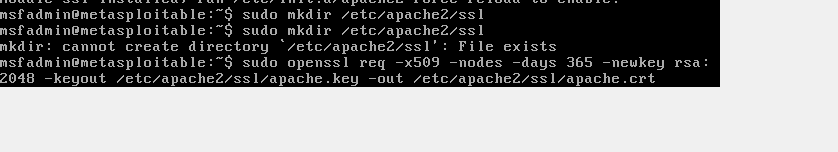 module ssl installed; run /etc/init.d/apache2 force-reload to enable.
msfadmin@metasploitable:~$ sudo mkdir /etc/apache2/ssl
msfadmin@metasploitable:~$ sudo mkdir /etc/apache2/ssl
mkdir: cannot create directory `/etc/apache2/ssl': File exists
msfadmin@metasploitable:~$ sudo openssl req -x509 -nodes -days 365 -newkey rsa:
2048 -keyout /etc/apache2/ssl/apache.key -out /etc/apache2/ssl/apache.crt